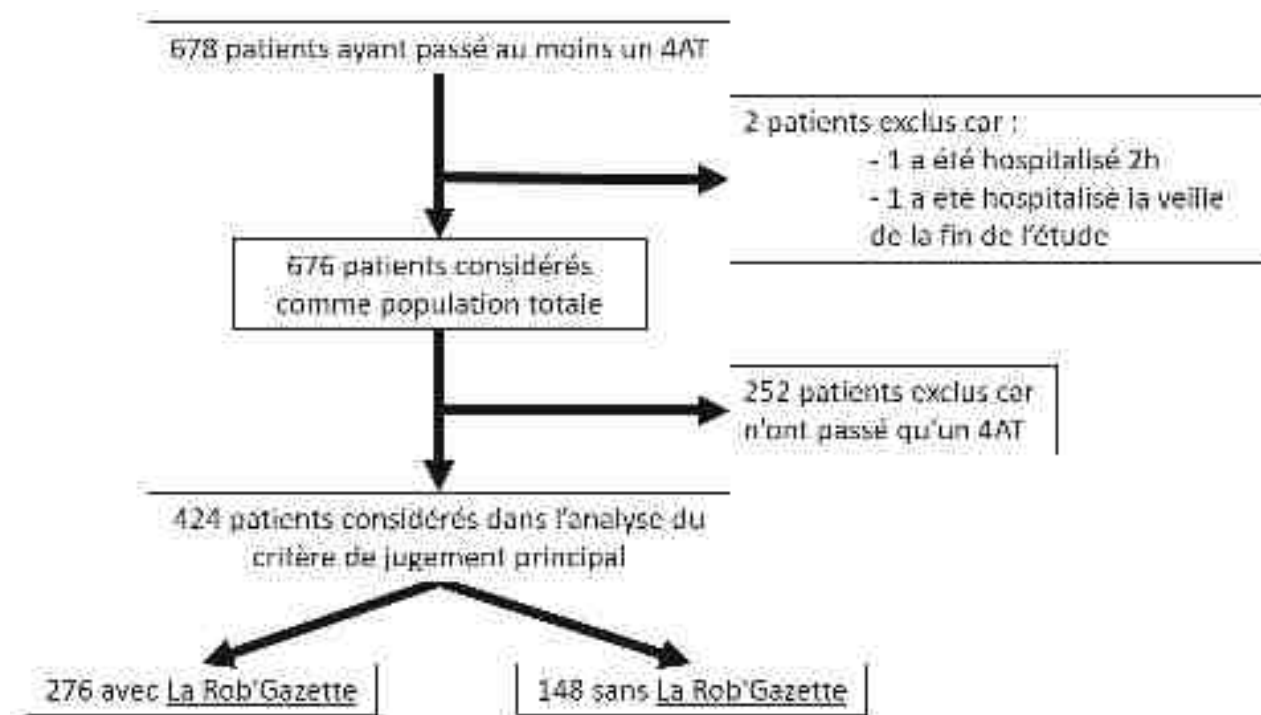 678 patients ayant passé au moins un 4AT
2 patients exclus car :
- 1 a été hospitalisé 2h
- 1 a été hospitalisé la veille
de la fin de l'étude
676 patients considérés
comme population totale
252 patients exclus car
n'ont passé qu'un 4AT
424 patients considérés dans l'analyse du
critère de jugement principal
276 avec La Rob'Gazette
148 sans La Rob'Gazette